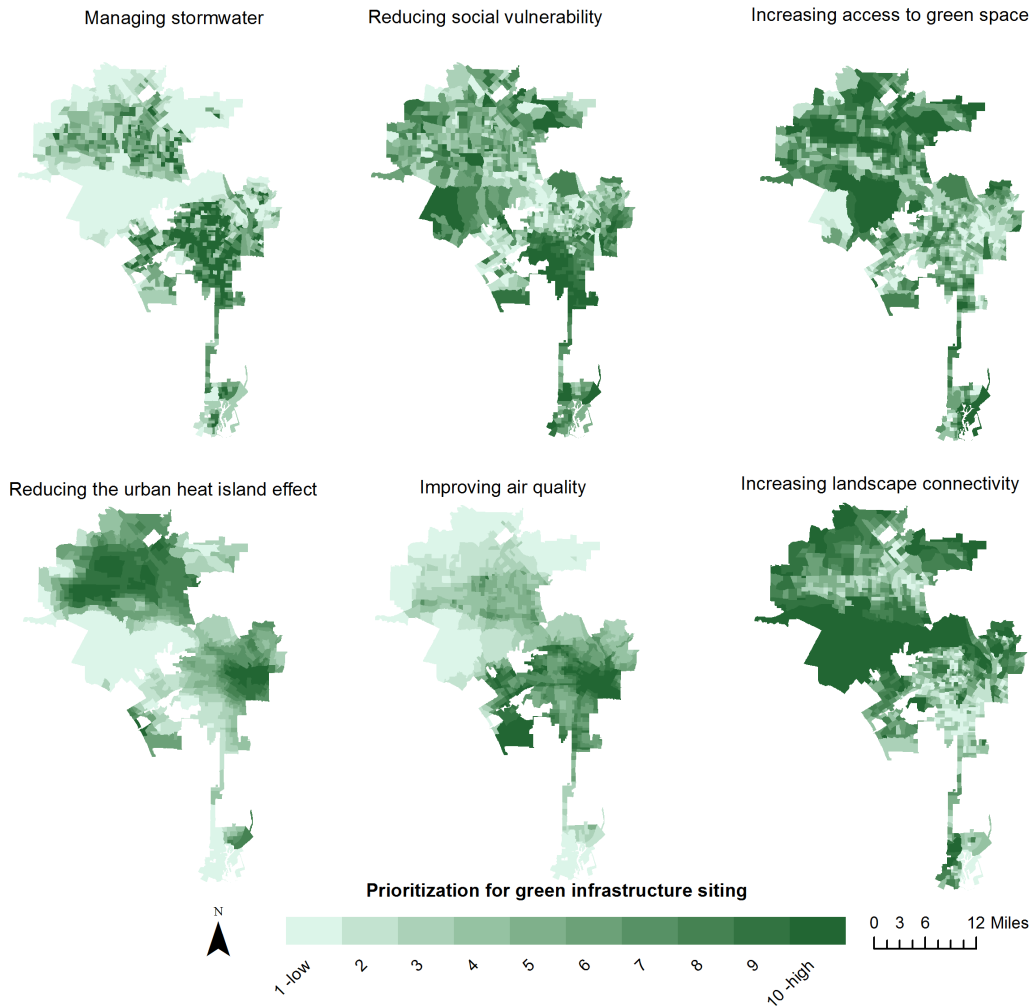 Managing stormwater
Reducing social vulnerability
Increasing access to green space
Reducing the urban heat island effect
Improving air quality
Increasing landscape connectivity
Prioritization for green infrastructure siting
N
1 -low
2
3
4
5
6
7
8
9
10 -high
0 3 6 12 Miles